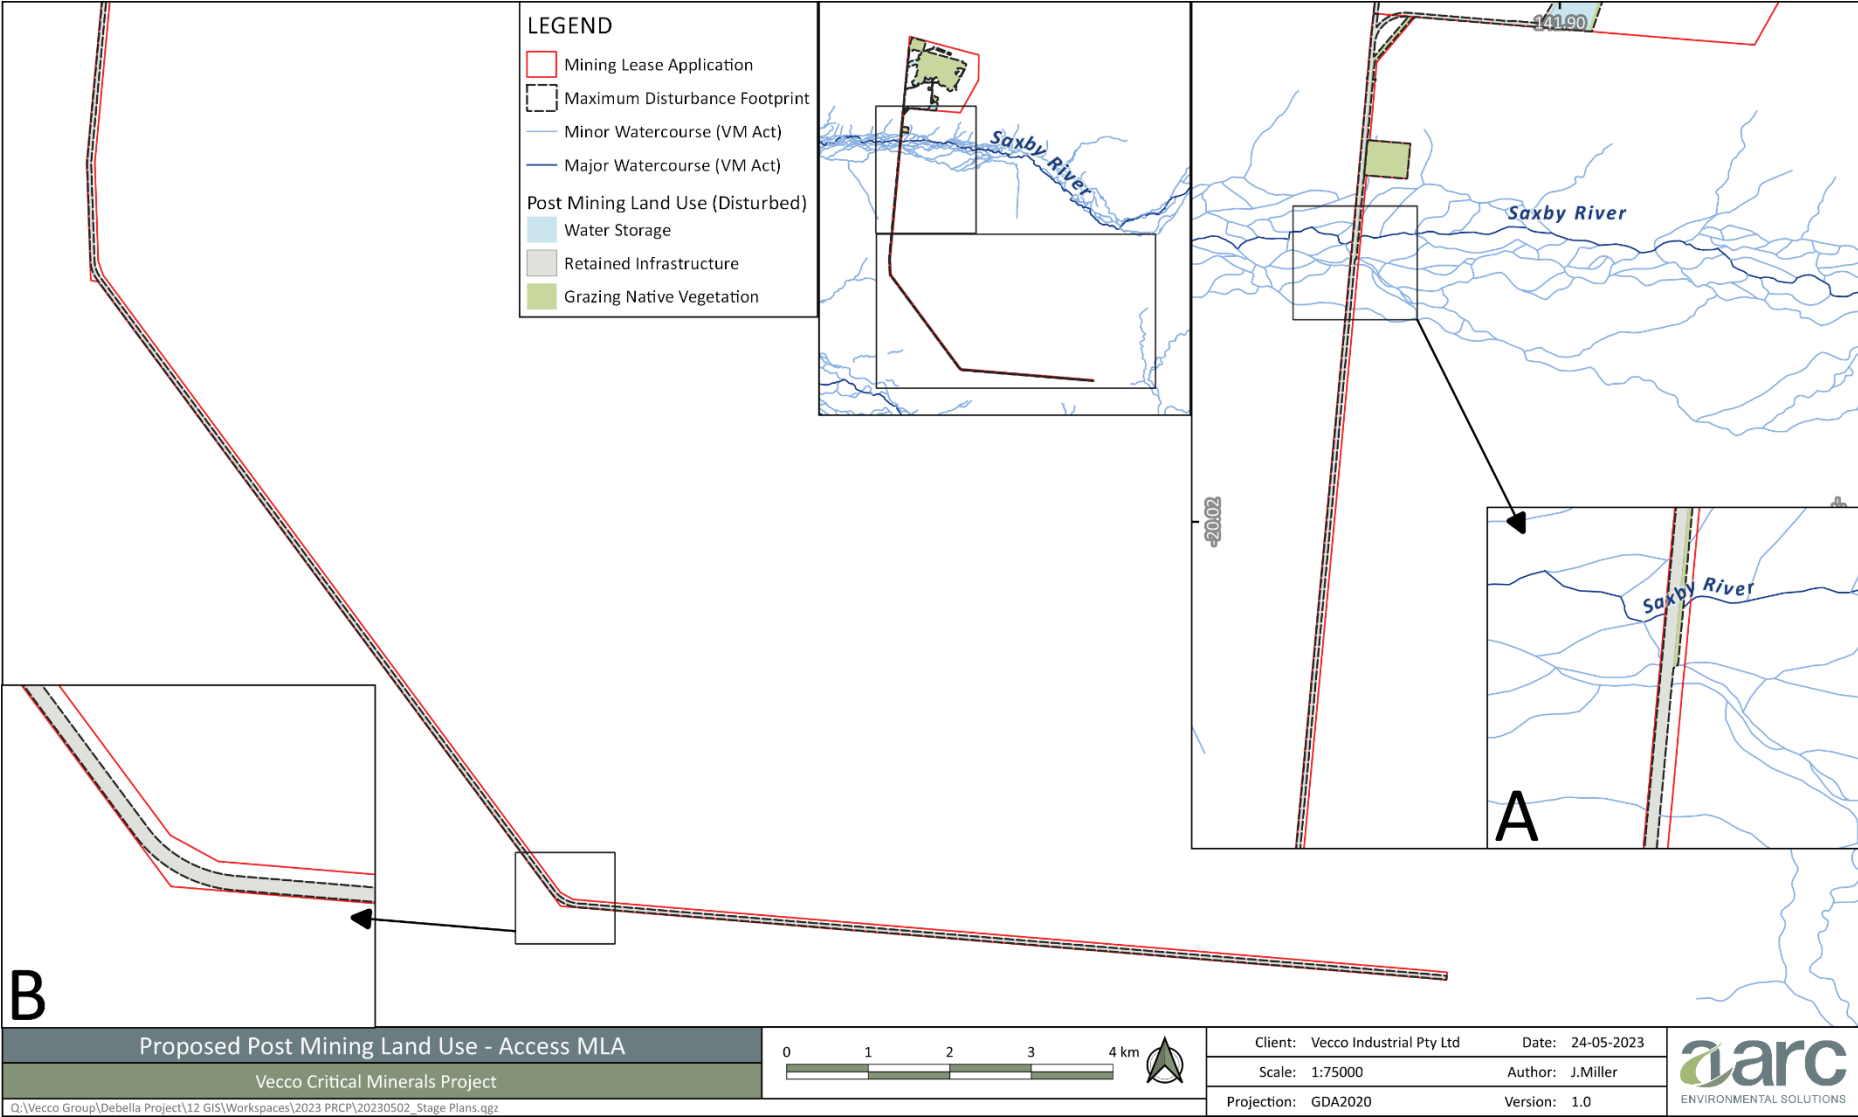 LEGEND
Mining Lease Application
Maximum Disturbance Footprint
Minor Watercourse (VM Act)
Major Watercourse (VM Act)
Post Mining Land Use (Disturbed)
Water Storage
Retained Infrastructure
Grazing Native Vegetation
Saxby River
141.90
Saxby River
-20.02
Saxby River
A
B
Proposed Post Mining Land Use - Access MLA
Vecco Critical Minerals Project
Q:\Vecco Group\Debella Project\12 GIS\Workspaces\2023 PRCP\20230502_Stage Plans.qgz
0 1 2 3 4 km
Client: Vecco Industrial Pty Ltd Date: 24-05-2023
Scale: 1:75000 Author: J.Miller
Projection: GDA2020 Version: 1.0
aarc
ENVIRONMENTAL SOLUTIONS